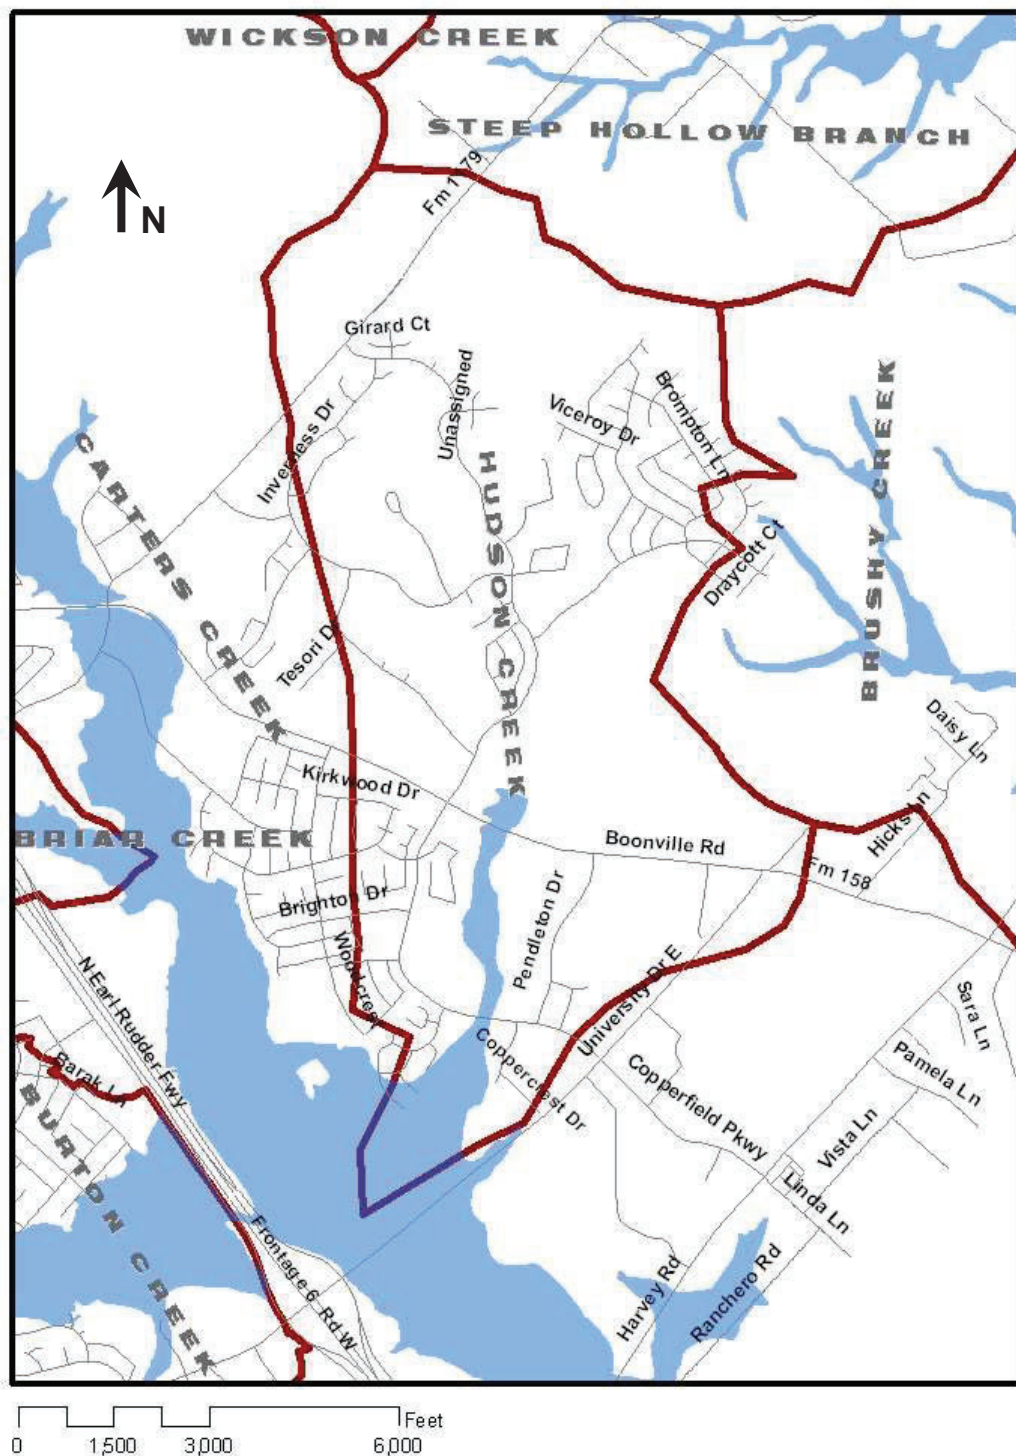 WICKSON CREEK
STEEP HOLLOW BRANCH
N
Fm 1179
Girard Ct
Unassigned
Inverness Dr
Viceroy Dr
Brompton Ln
CARTERS CREEK
HUDSON CREEK
BRUSHY CREEK
Draycott Ct
Tesori Dr
Daisy Ln
Kirkwood Dr
BRIAR CREEK
Boonville Rd
Hicks Ln
Fm 158
Brighton Dr
Pendleton Dr
Woodcrest
N Earl Rudder Fwy
University Dr E
Sara Ln
Barak Ln
Coppercrest Dr
Copperfield Pkwy
Pamela Ln
BURTON CREEK
Vista Ln
Linda Ln
Frontage 6 Rd W
Harvey Rd
Ranchero Rd
Feet
0 1,500 3,000 6,000